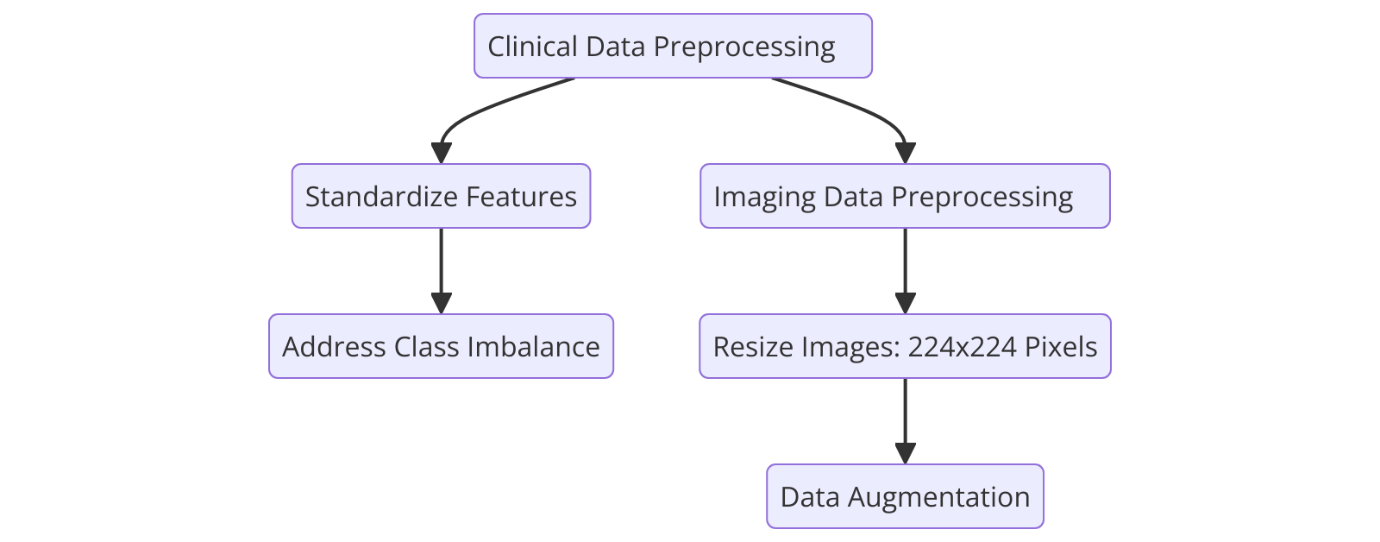 Clinical Data Preprocessing
Standardize Features
Imaging Data Preprocessing
Address Class Imbalance
Resize Images: 224x224 Pixels
Data Augmentation